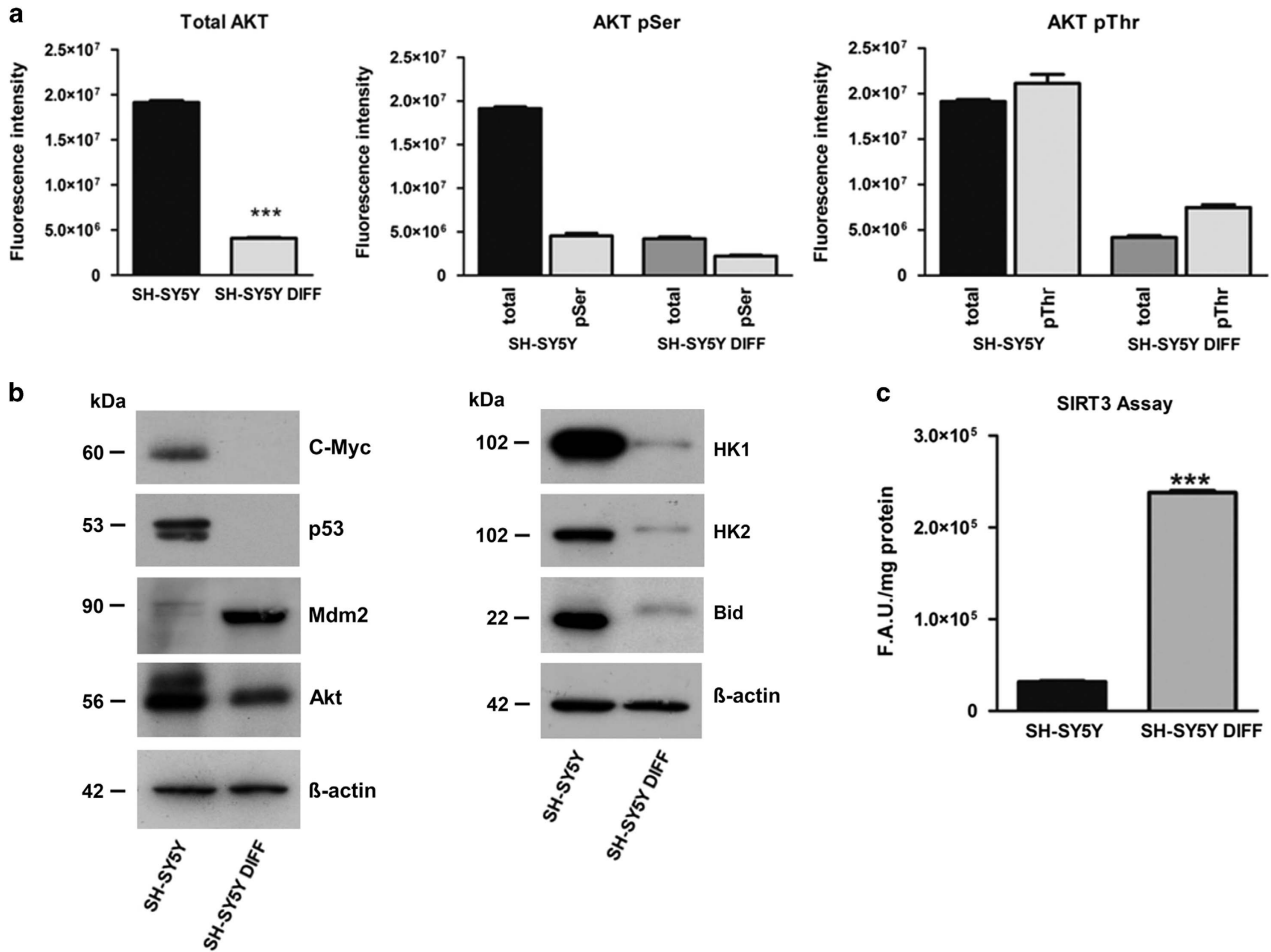 a
Total AKT
Fluorescence intensity
2.5×10⁷
2.0×10⁷
1.5×10⁷
1.0×10⁷
5.0×10⁶
0
***
SH-SY5Y
SH-SY5Y DIFF
AKT pSer
Fluorescence intensity
2.5×10⁷
2.0×10⁷
1.5×10⁷
1.0×10⁷
5.0×10⁶
0
total
pSer
total
pSer
SH-SY5Y
SH-SY5Y DIFF
AKT pThr
Fluorescence intensity
2.5×10⁷
2.0×10⁷
1.5×10⁷
1.0×10⁷
5.0×10⁶
0
total
pThr
total
pThr
SH-SY5Y
SH-SY5Y DIFF
b
kDa
60
C-Myc
53
p53
90
Mdm2
56
Akt
42
ß-actin
SH-SY5Y
SH-SY5Y DIFF
kDa
102
HK1
102
HK2
22
Bid
42
ß-actin
SH-SY5Y
SH-SY5Y DIFF
c
SIRT3 Assay
F.A.U./mg protein
3.0×10⁵
2.0×10⁵
1.0×10⁵
0
***
SH-SY5Y
SH-SY5Y DIFF